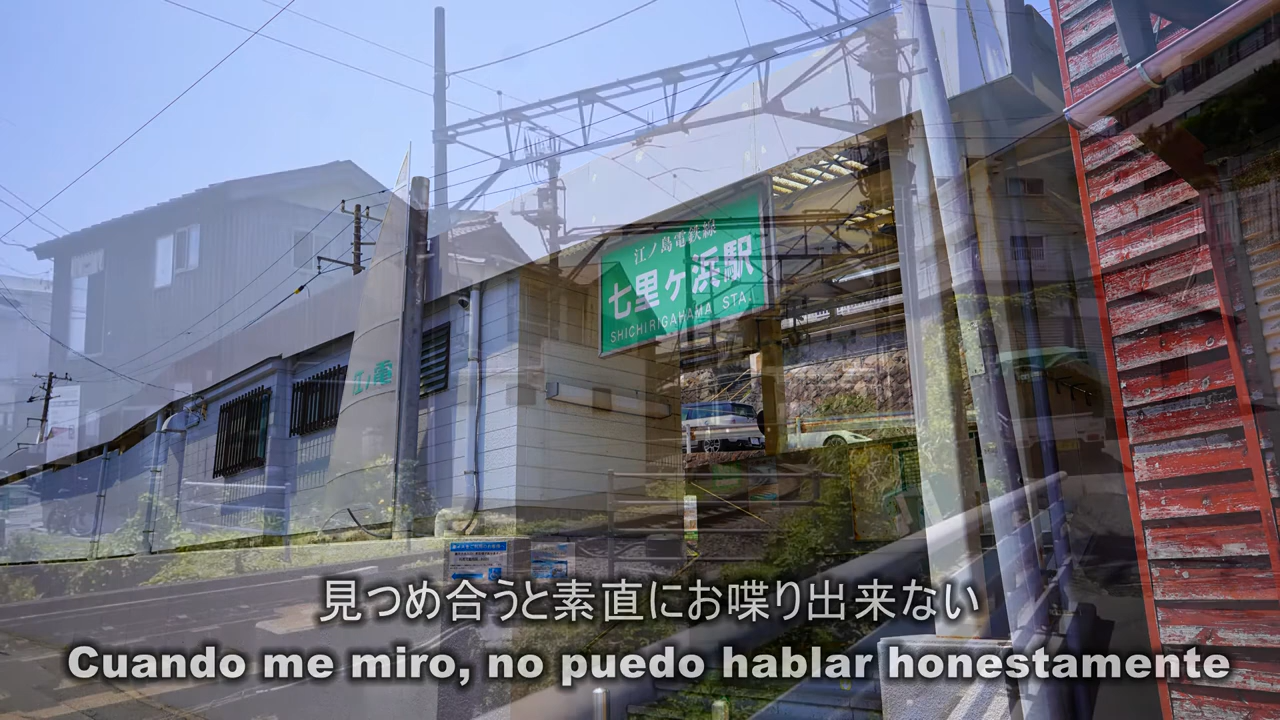 江ノ島電鉄線
七里ヶ浜駅
SHICHIRIGAHAMA STA.
江ノ電
見つめ合うと素直にお喋り出来ない
Cuando me miro, no puedo hablar honestamente